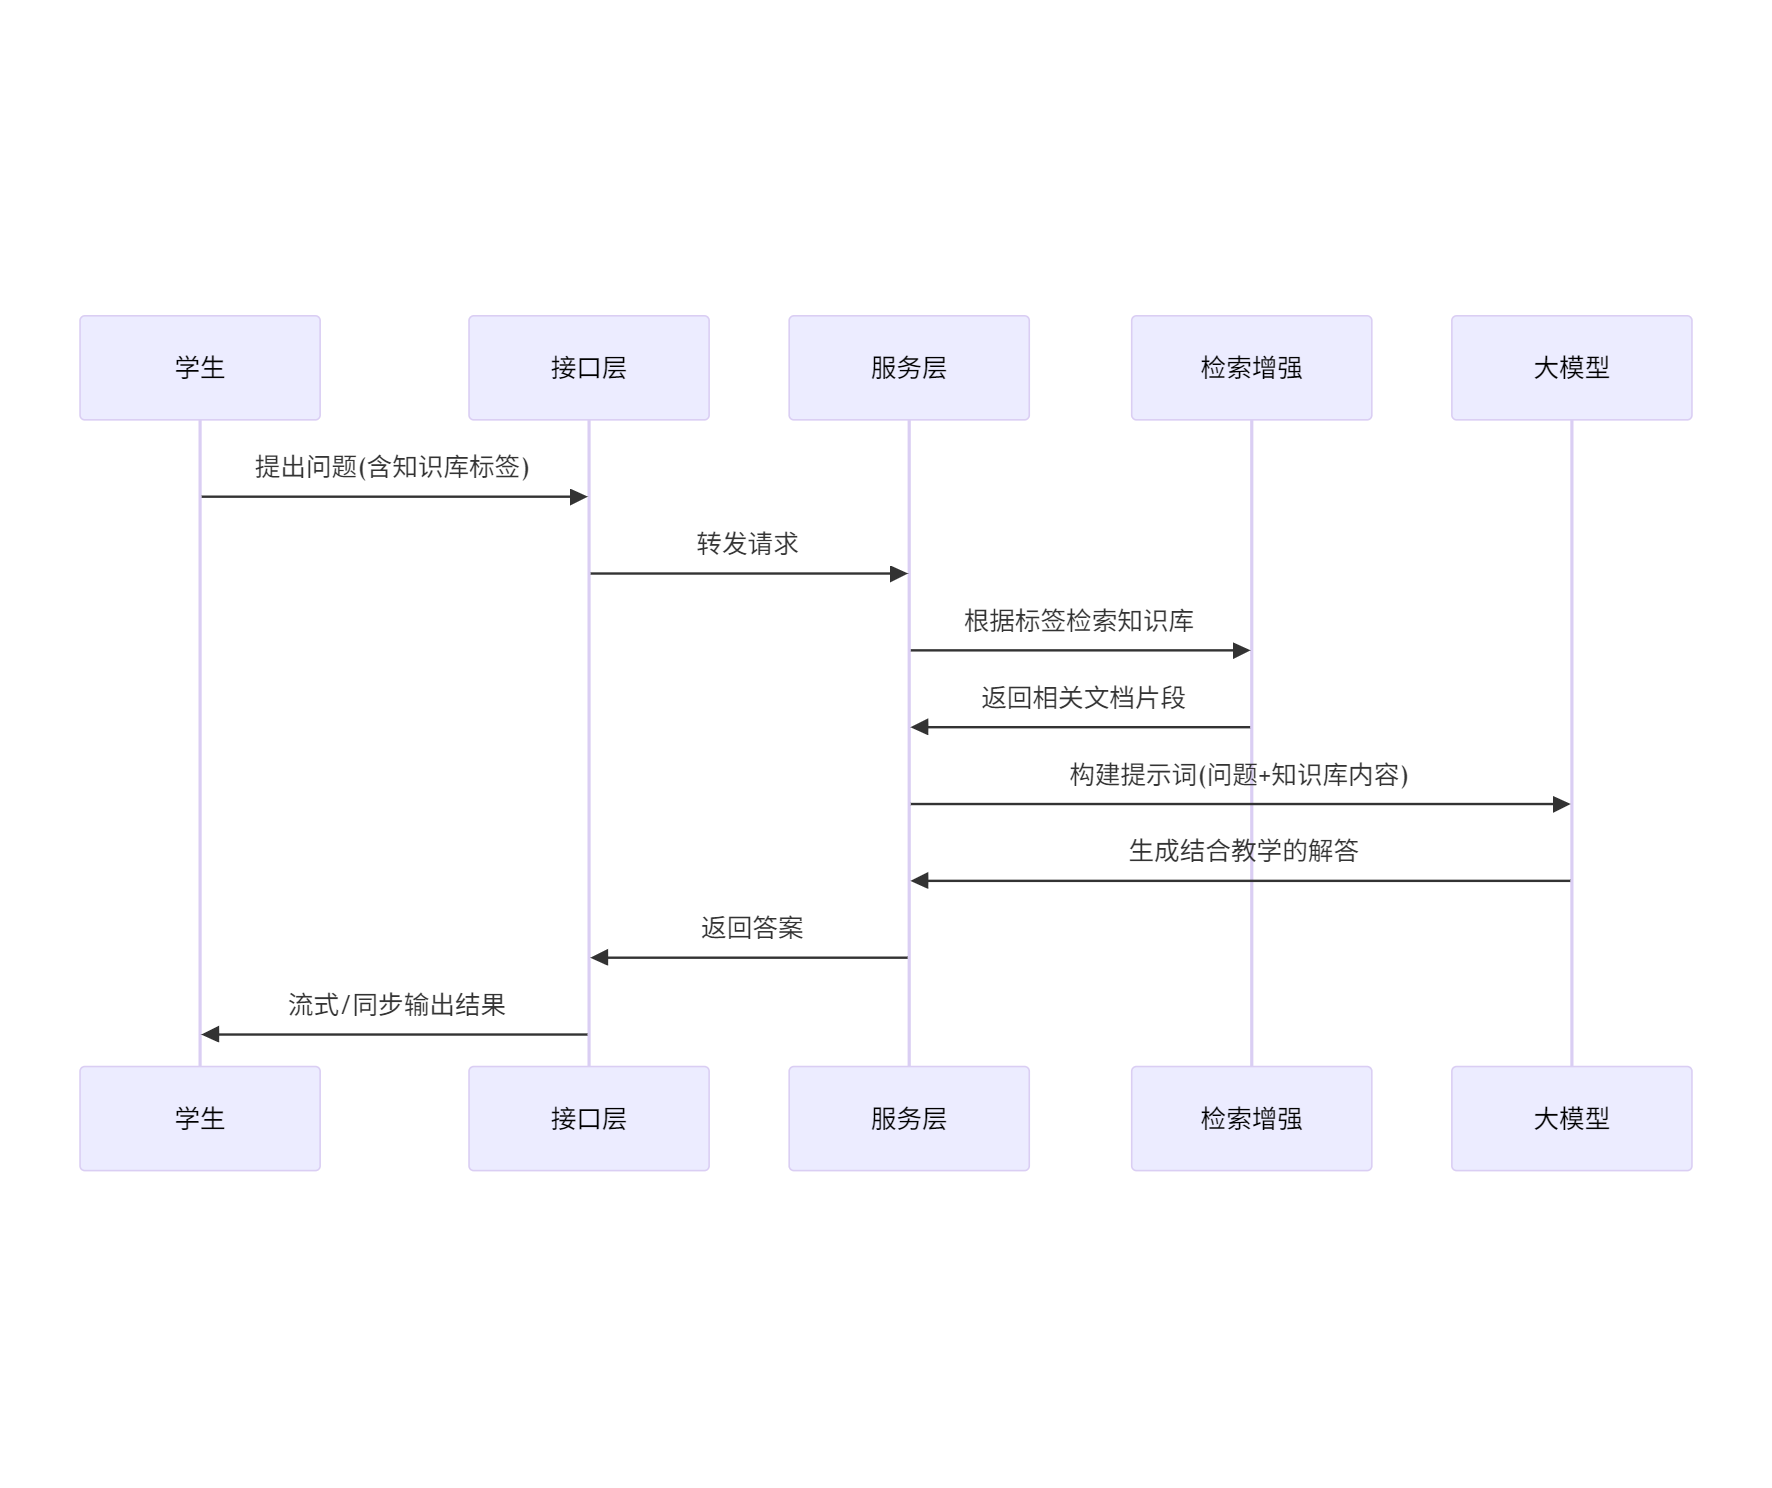 学生
接口层
服务层
检索增强
大模型
提出问题(含知识库标签)
转发请求
根据标签检索知识库
返回相关文档片段
构建提示词(问题+知识库内容)
生成结合教学的解答
返回答案
流式/同步输出结果
学生
接口层
服务层
检索增强
大模型